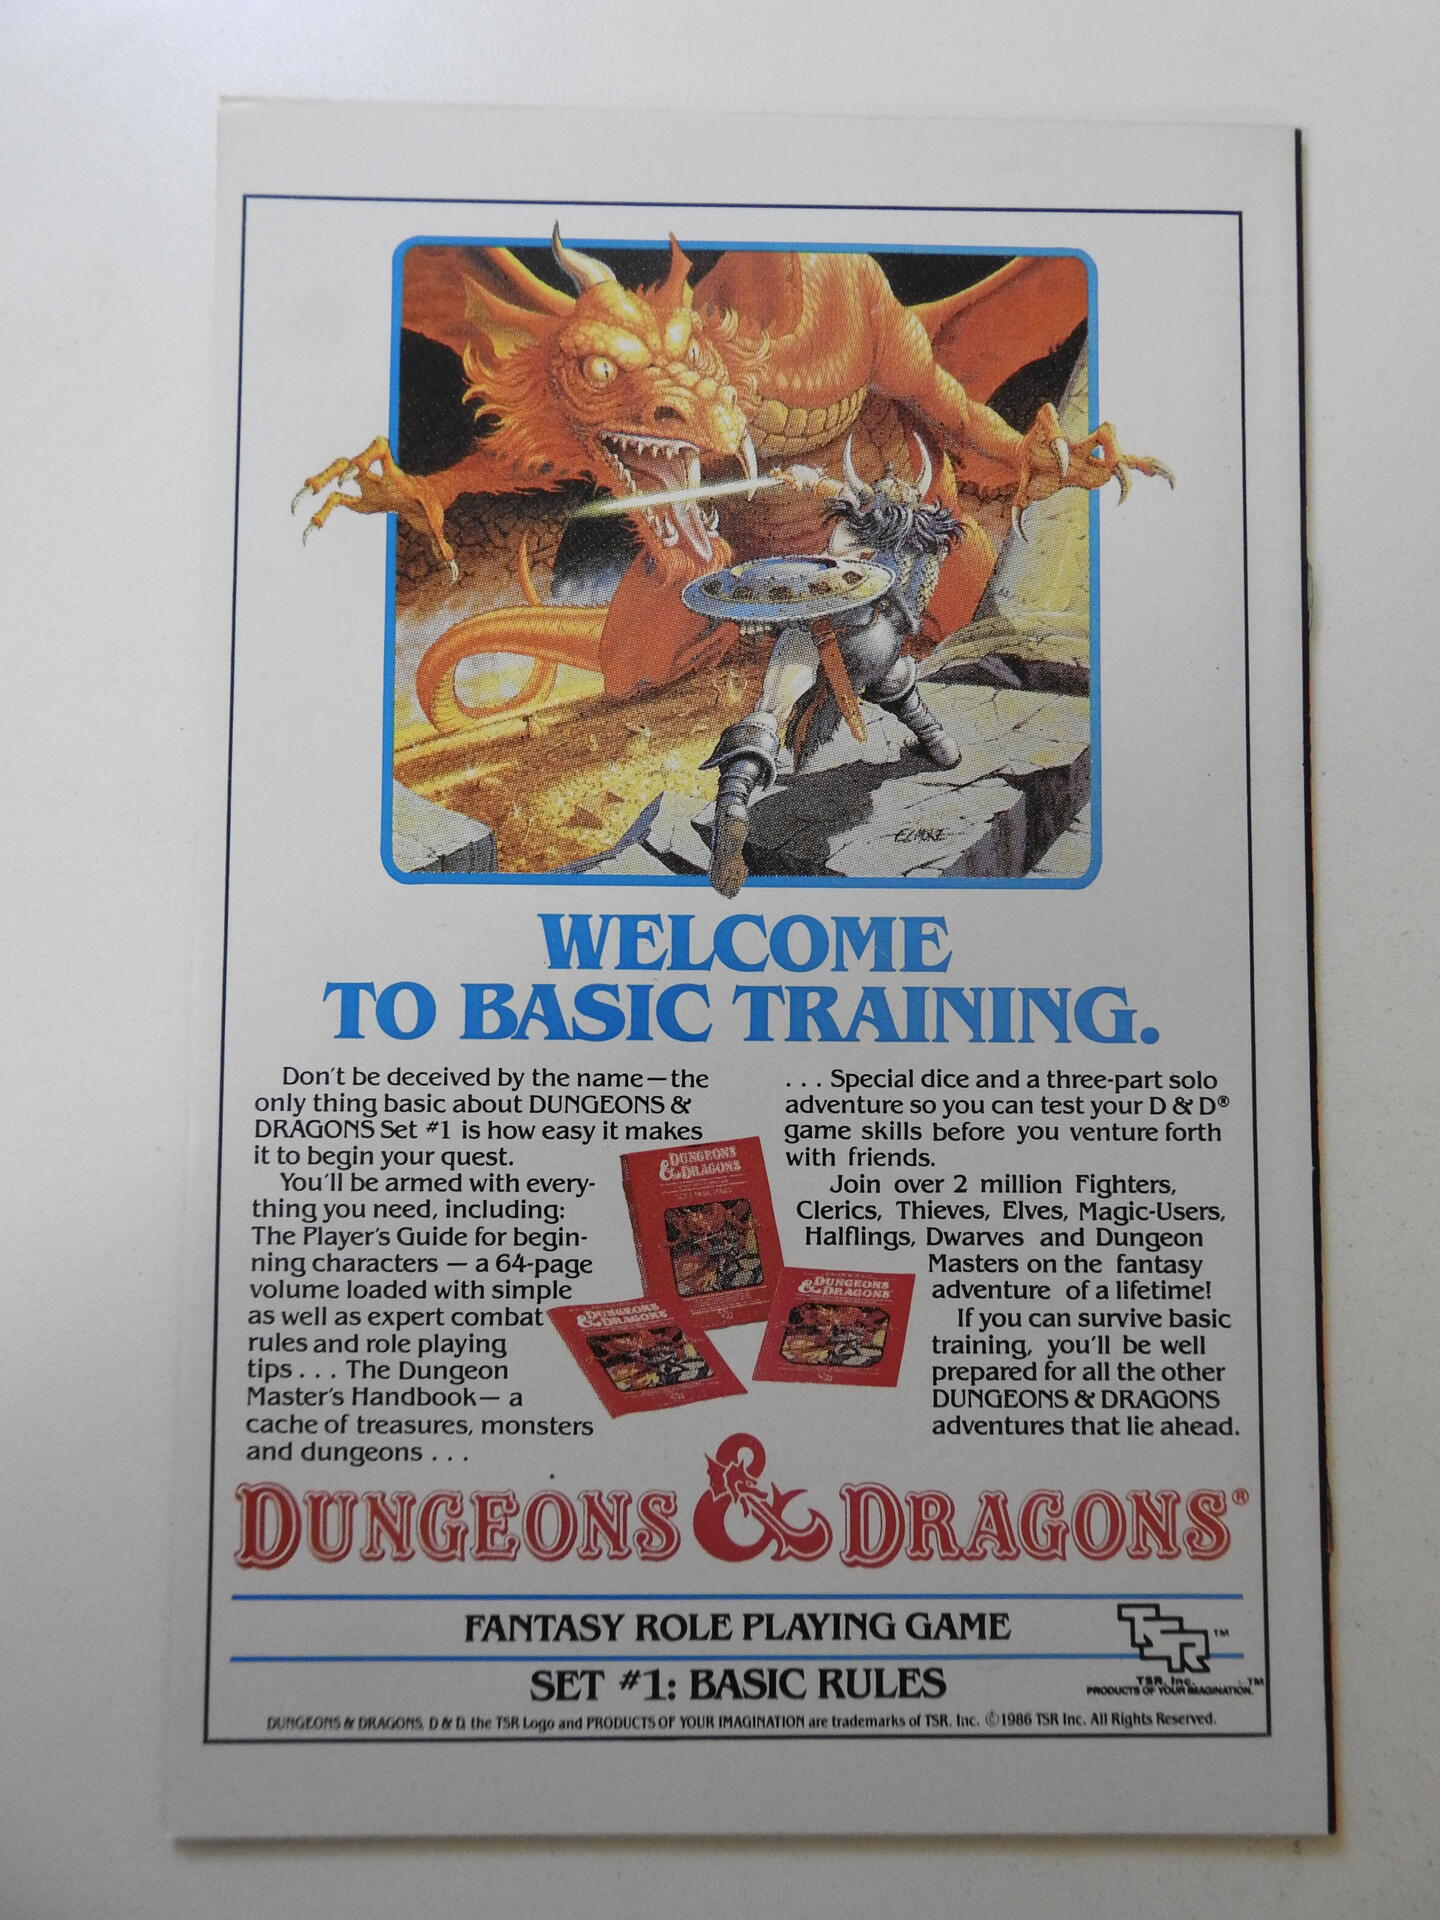 ELMORE
WELCOME
TO BASIC TRAINING.
Don't be deceived by the name—the
only thing basic about DUNGEONS &
DRAGONS Set #1 is how easy it makes
it to begin your quest.
You'll be armed with every-
thing you need, including:
The Player's Guide for begin-
ning characters — a 64-page
volume loaded with simple
as well as expert combat
rules and role playing
tips . . . The Dungeon
Master's Handbook— a
cache of treasures, monsters
and dungeons . . .
. . . Special dice and a three-part solo
adventure so you can test your D & D®
game skills before you venture forth
with friends.
Join over 2 million Fighters,
Clerics, Thieves, Elves, Magic-Users,
Halflings, Dwarves and Dungeon
Masters on the fantasy
adventure of a lifetime!
If you can survive basic
training, you'll be well
prepared for all the other
DUNGEONS & DRAGONS
adventures that lie ahead.
DUNGEONS
& DRAGONS
DUNGEONS
& DRAGONS
DUNGEONS
& DRAGONS
DUNGEONS & DRAGONS®
FANTASY ROLE PLAYING GAME
TSR™
SET #1: BASIC RULES
TSR, Inc.
PRODUCTS OF YOUR IMAGINATION.™
DUNGEONS & DRAGONS, D & D, the TSR Logo and PRODUCTS OF YOUR IMAGINATION are trademarks of TSR, Inc. ©1986 TSR Inc. All Rights Reserved.